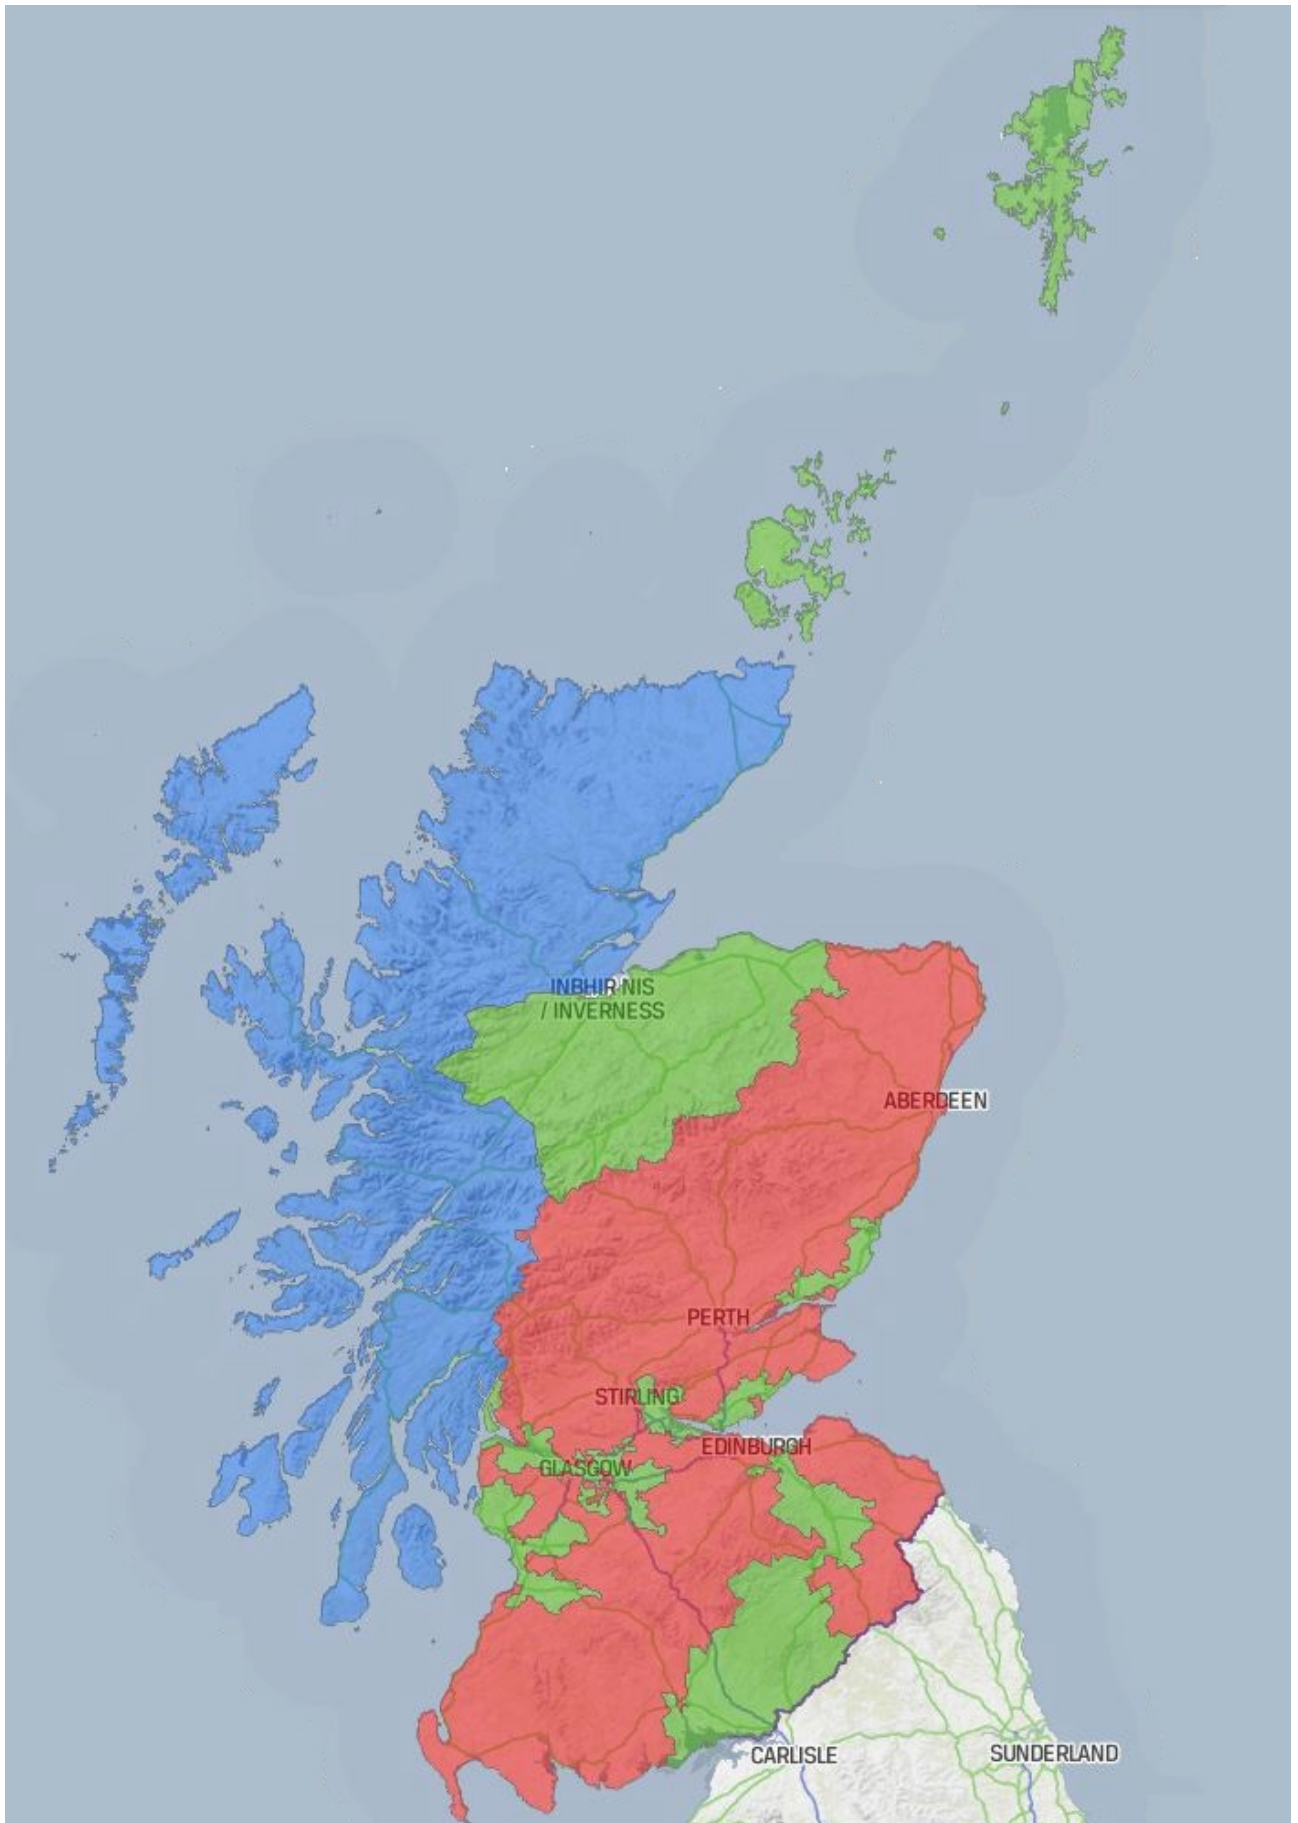 INBHIR NIS
/ INVERNESS
ABERDEEN
PERTH
STIRLING
EDINBURGH
GLASGOW
CARLISLE
SUNDERLAND